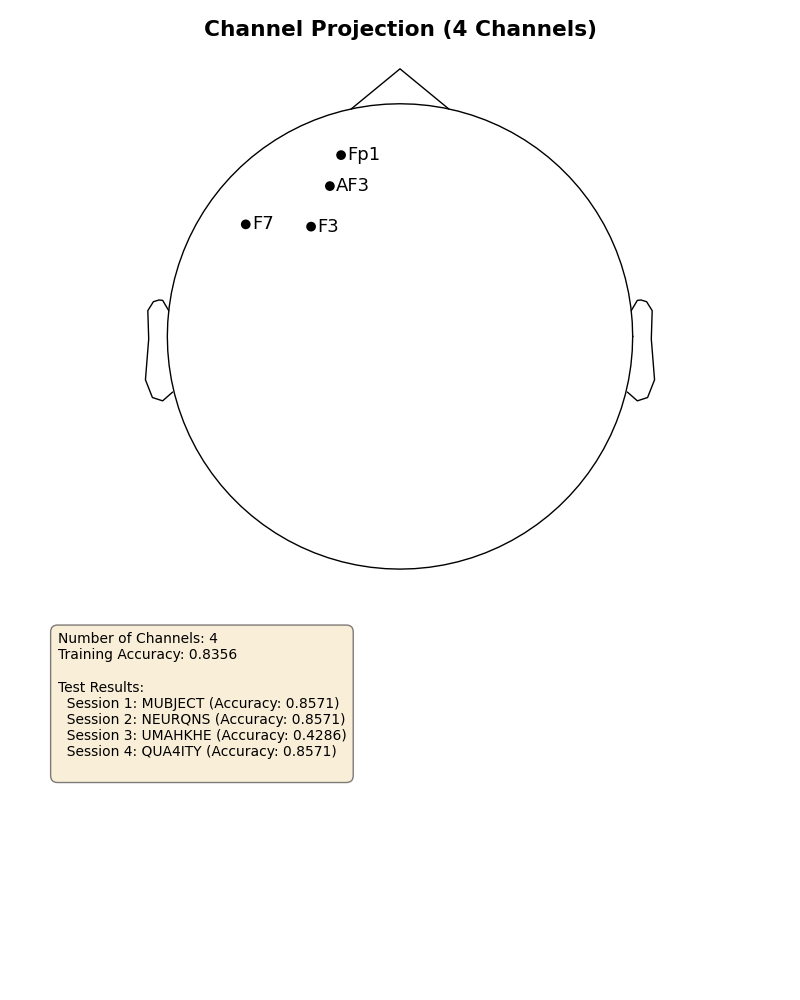 Channel Projection (4 Channels)
Fp1
AF3
F7 F3
Number of Channels: 4
Training Accuracy: 0.8356
Test Results:
Session 1: MUBJECT (Accuracy: 0.8571)
Session 2: NEURQNS (Accuracy: 0.8571)
Session 3: UMAHKHE (Accuracy: 0.4286)
Session 4: QUA4ITY (Accuracy: 0.8571)